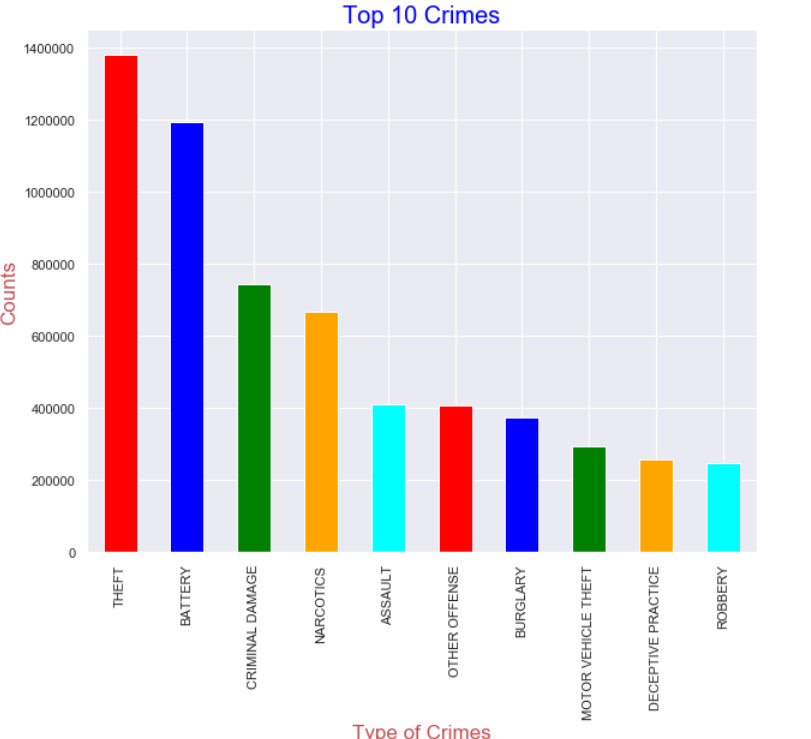 Top 10 Crimes
1400000
1200000
1000000
800000
600000
400000
200000
0
Counts
THEFT
BATTERY
CRIMINAL DAMAGE
NARCOTICS
ASSAULT
OTHER OFFENSE
BURGLARY
MOTOR VEHICLE THEFT
DECEPTIVE PRACTICE
ROBBERY
Type of Crimes